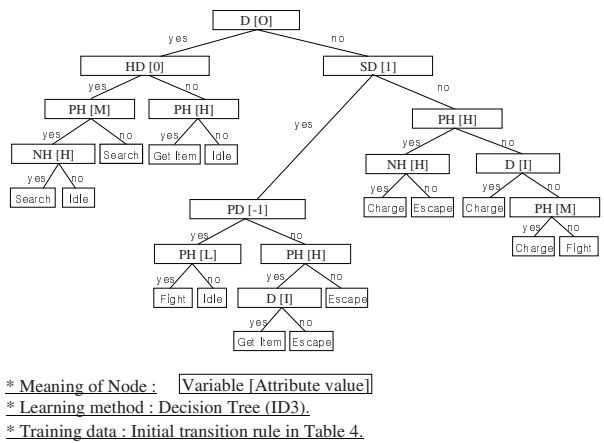 D [O]
yes no
HD [0] SD [1]
yes no yes no
PH [M] PH [H] PH [H]
yes no yes no yes no
NH [H] Search Get Item Idle NH [H] D [I]
yes no yes no yes no
Search Idle PD [-1] Charge Escape Charge PH [M]
yes no yes no
PH [L] PH [H] Charge Fight
yes no yes no
Fight Idle D [I] Escape
yes no
Get Item Escape
* Meaning of Node : Variable [Attribute value]
* Learning method : Decision Tree (ID3).
* Training data : Initial transition rule in Table 4.